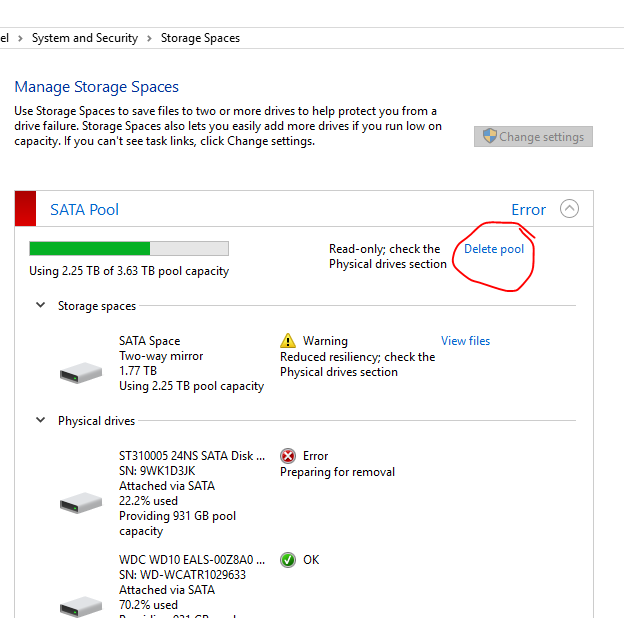 el > System and Security > Storage Spaces
Manage Storage Spaces
Use Storage Spaces to save files to two or more drives to help protect you from a
drive failure. Storage Spaces also lets you easily add more drives if you run low on
capacity. If you can't see task links, click Change settings.
Change settings
SATA Pool
Error
Using 2.25 TB of 3.63 TB pool capacity
Read-only; check the
Physical drives section
Delete pool
Storage spaces
SATA Space
Two-way mirror
1.77 TB
Using 2.25 TB pool capacity
Warning
Reduced resiliency; check the
Physical drives section
View files
Physical drives
ST310005 24NS SATA Disk ...
SN: 9WK1D3JK
Attached via SATA
22.2% used
Providing 931 GB pool
capacity
Error
Preparing for removal
WDC WD10 EALS-00Z8A0 ...
SN: WD-WCATR1029633
Attached via SATA
70.2% used
OK